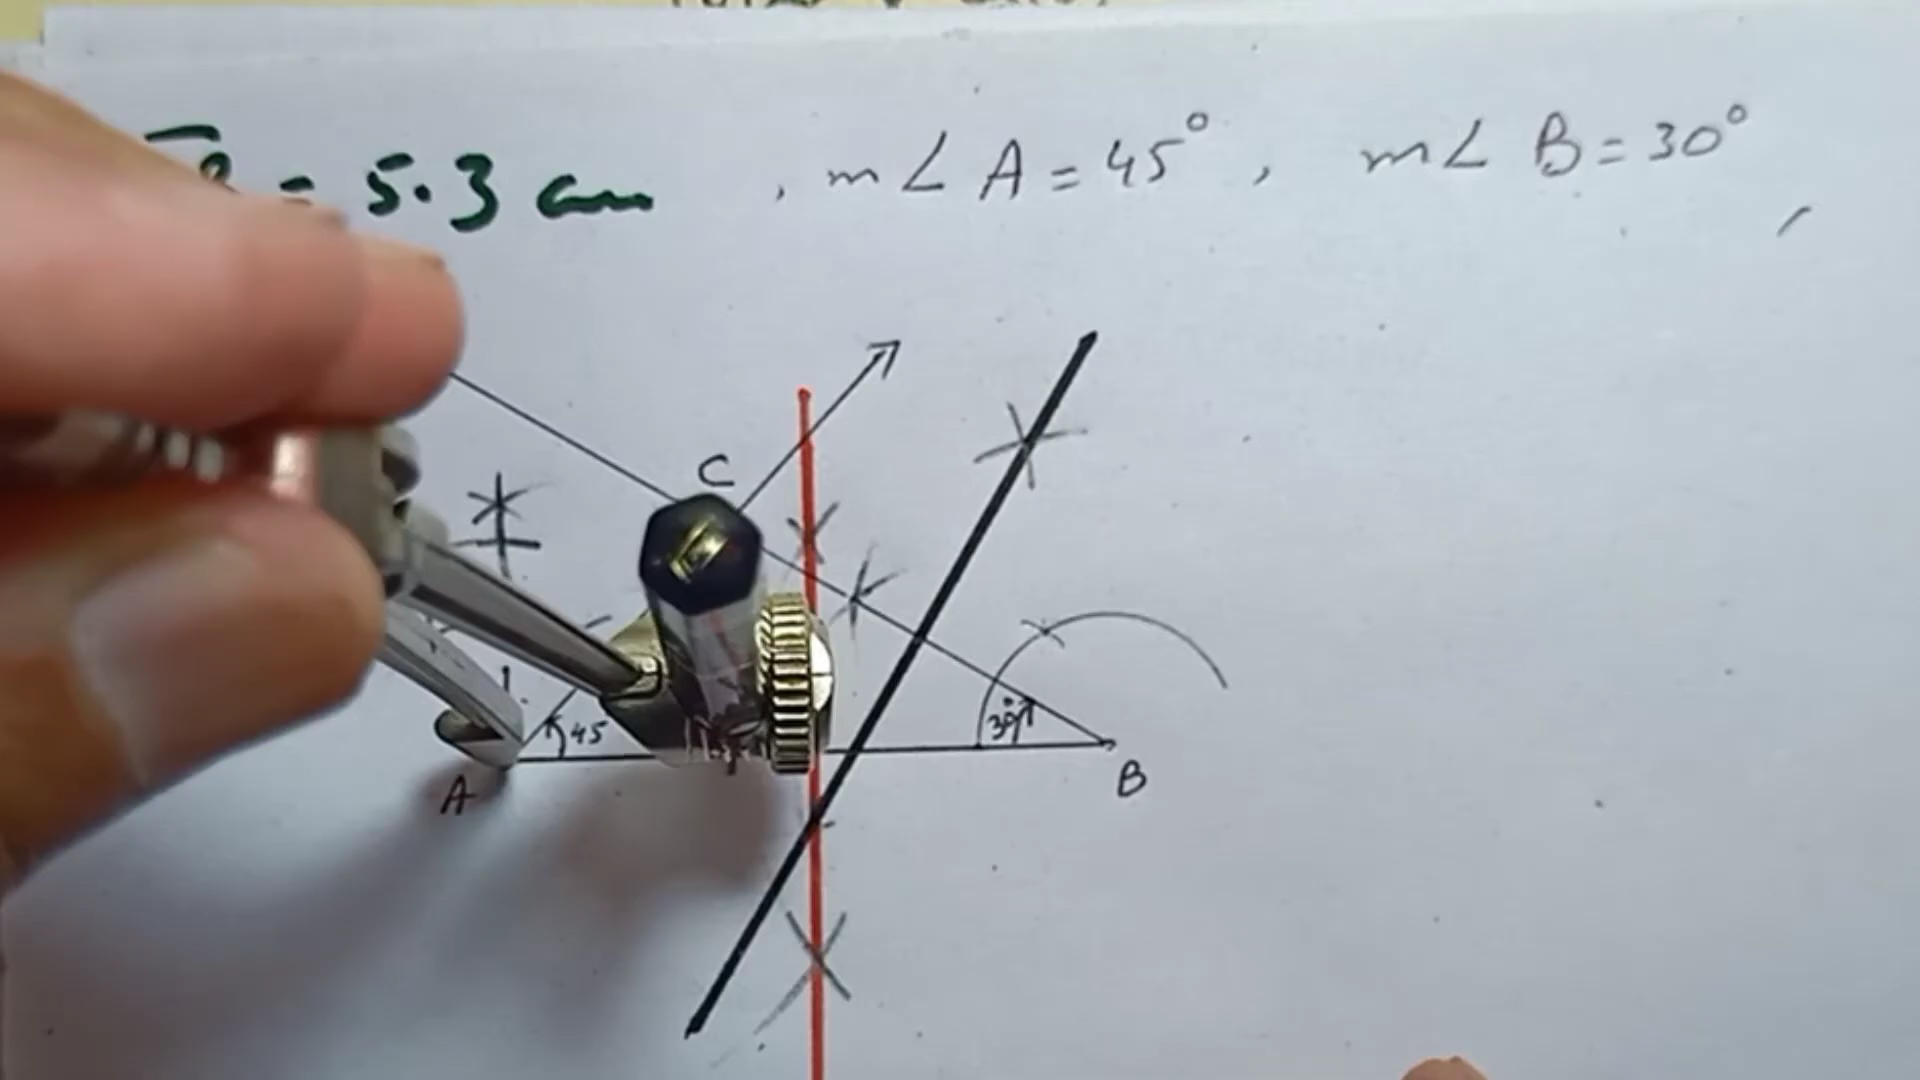 = 5.3 cm , m∠A = 45° , m∠B = 30° ,
C
45
30°
A
B